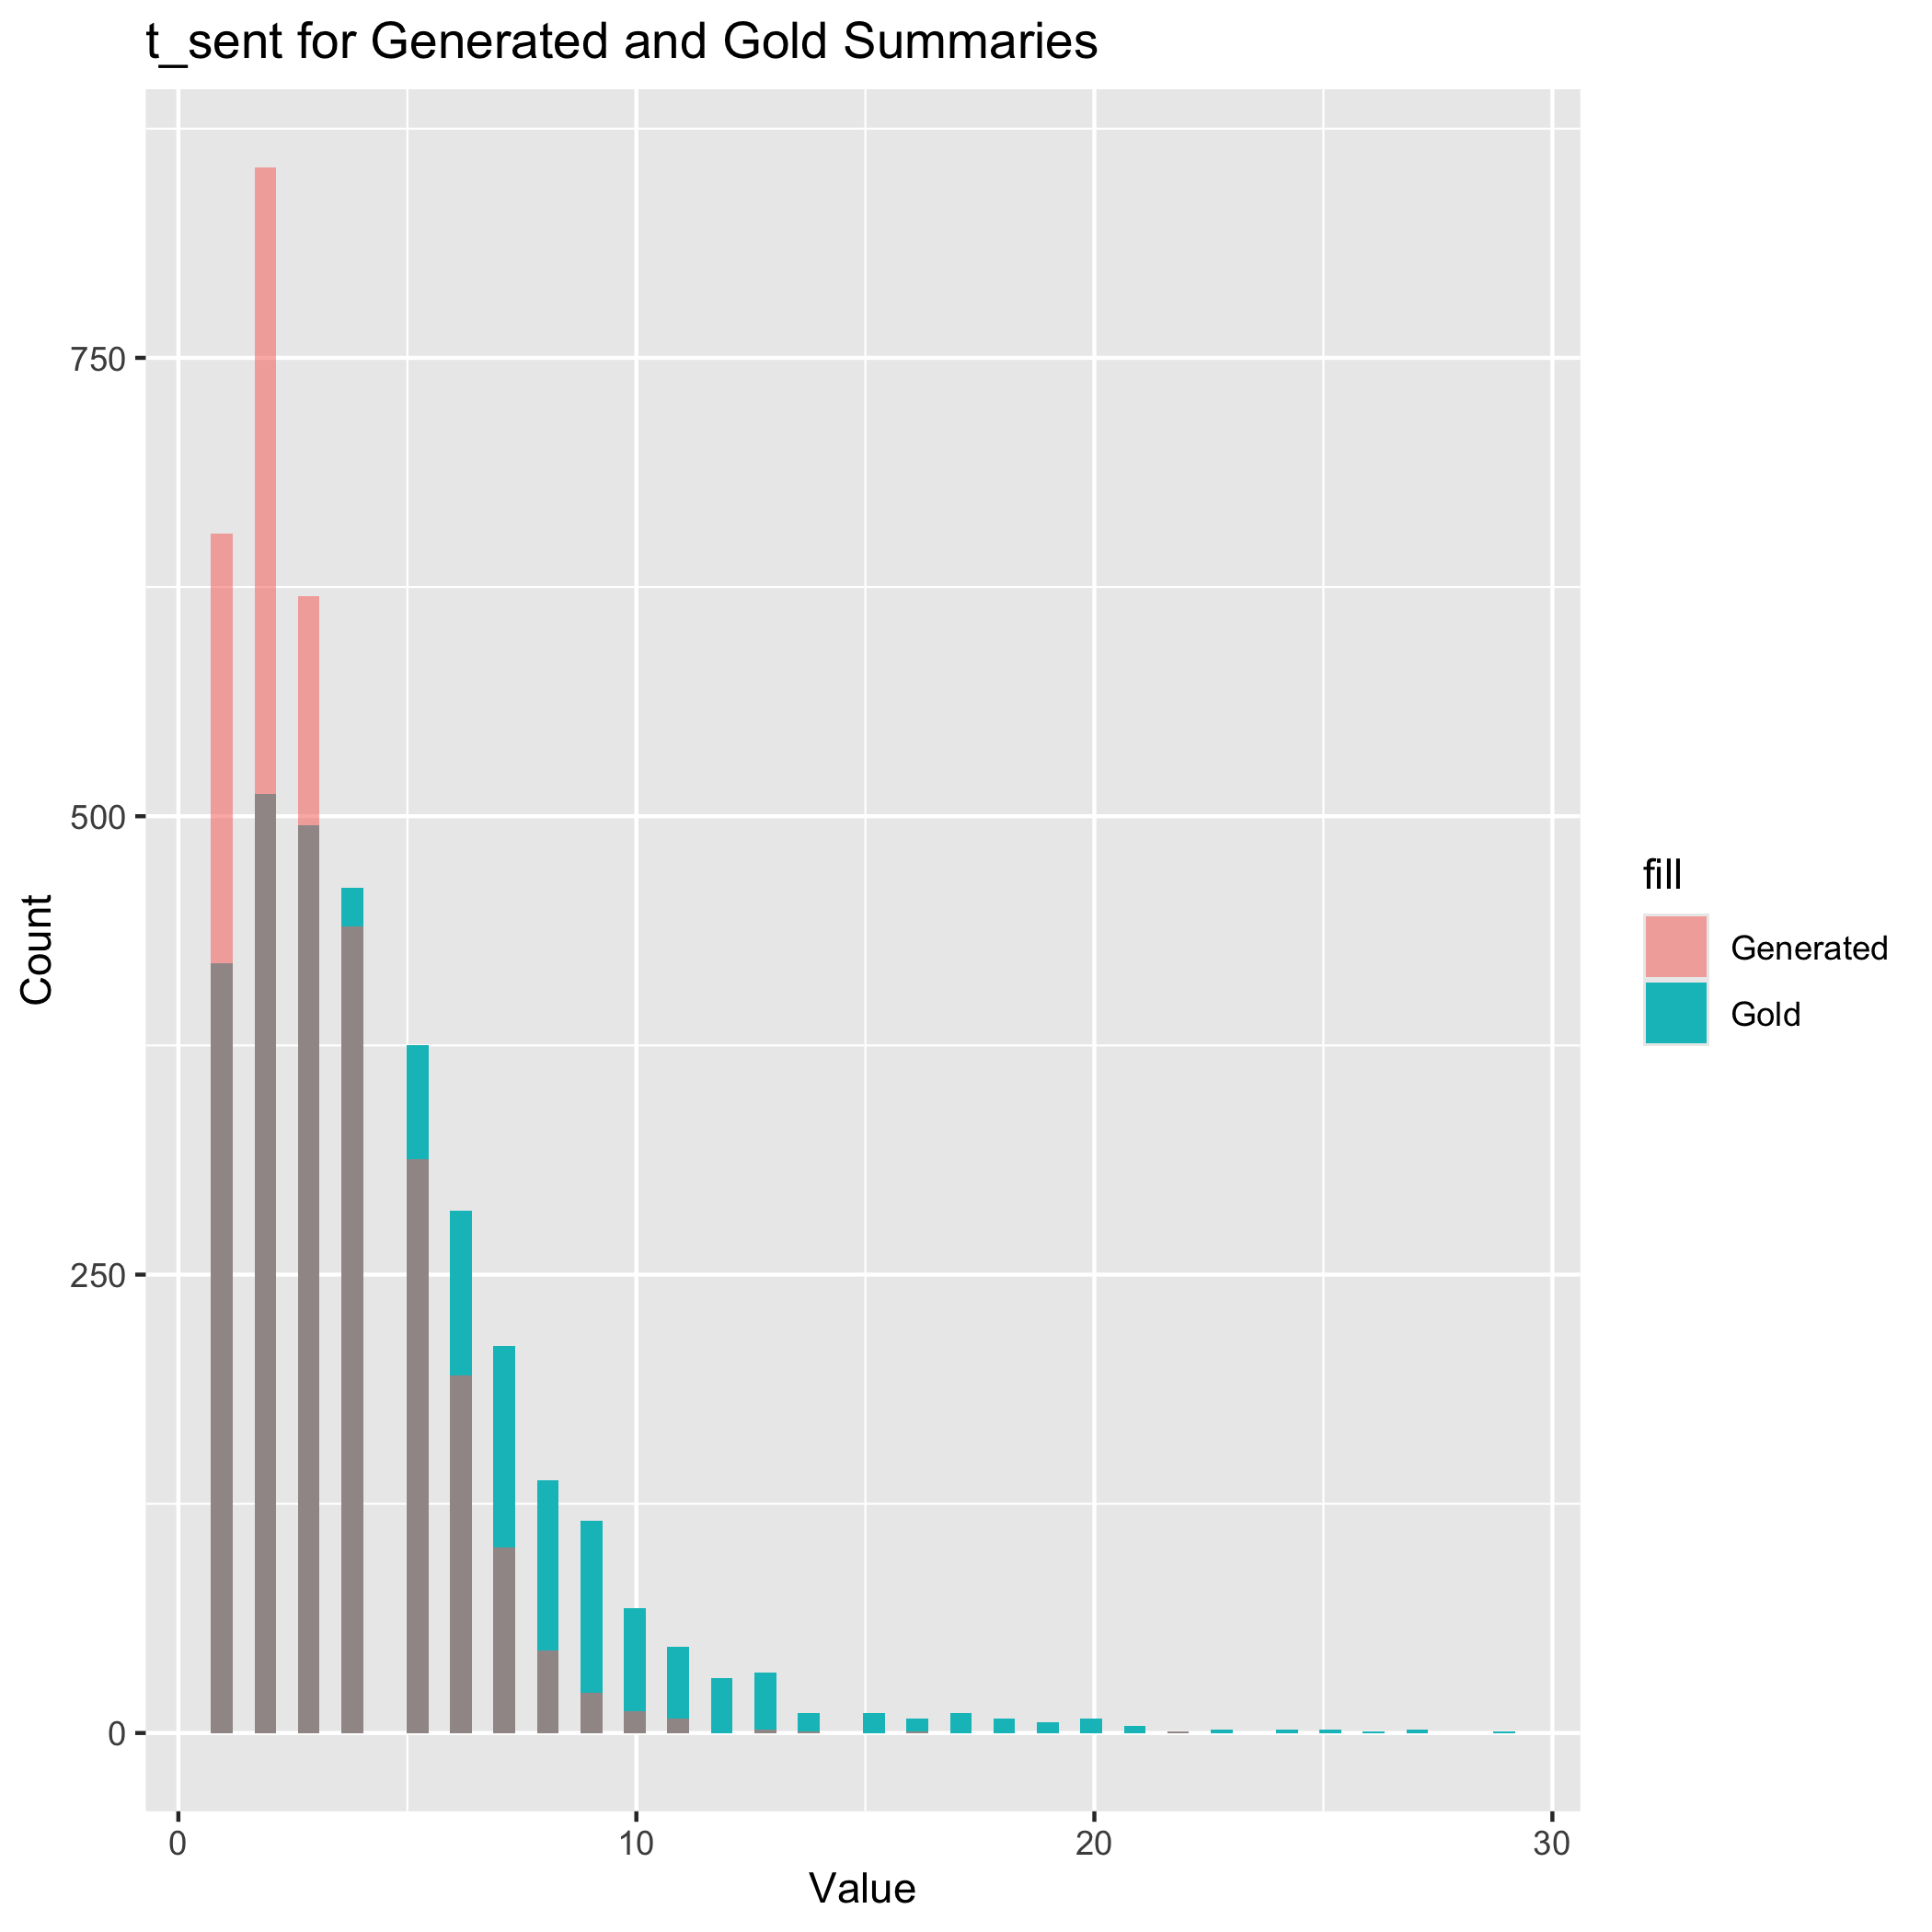 t_sent for Generated and Gold Summaries
750
500
250
0
Count
0
10
20
30
Value
fill
Generated
Gold